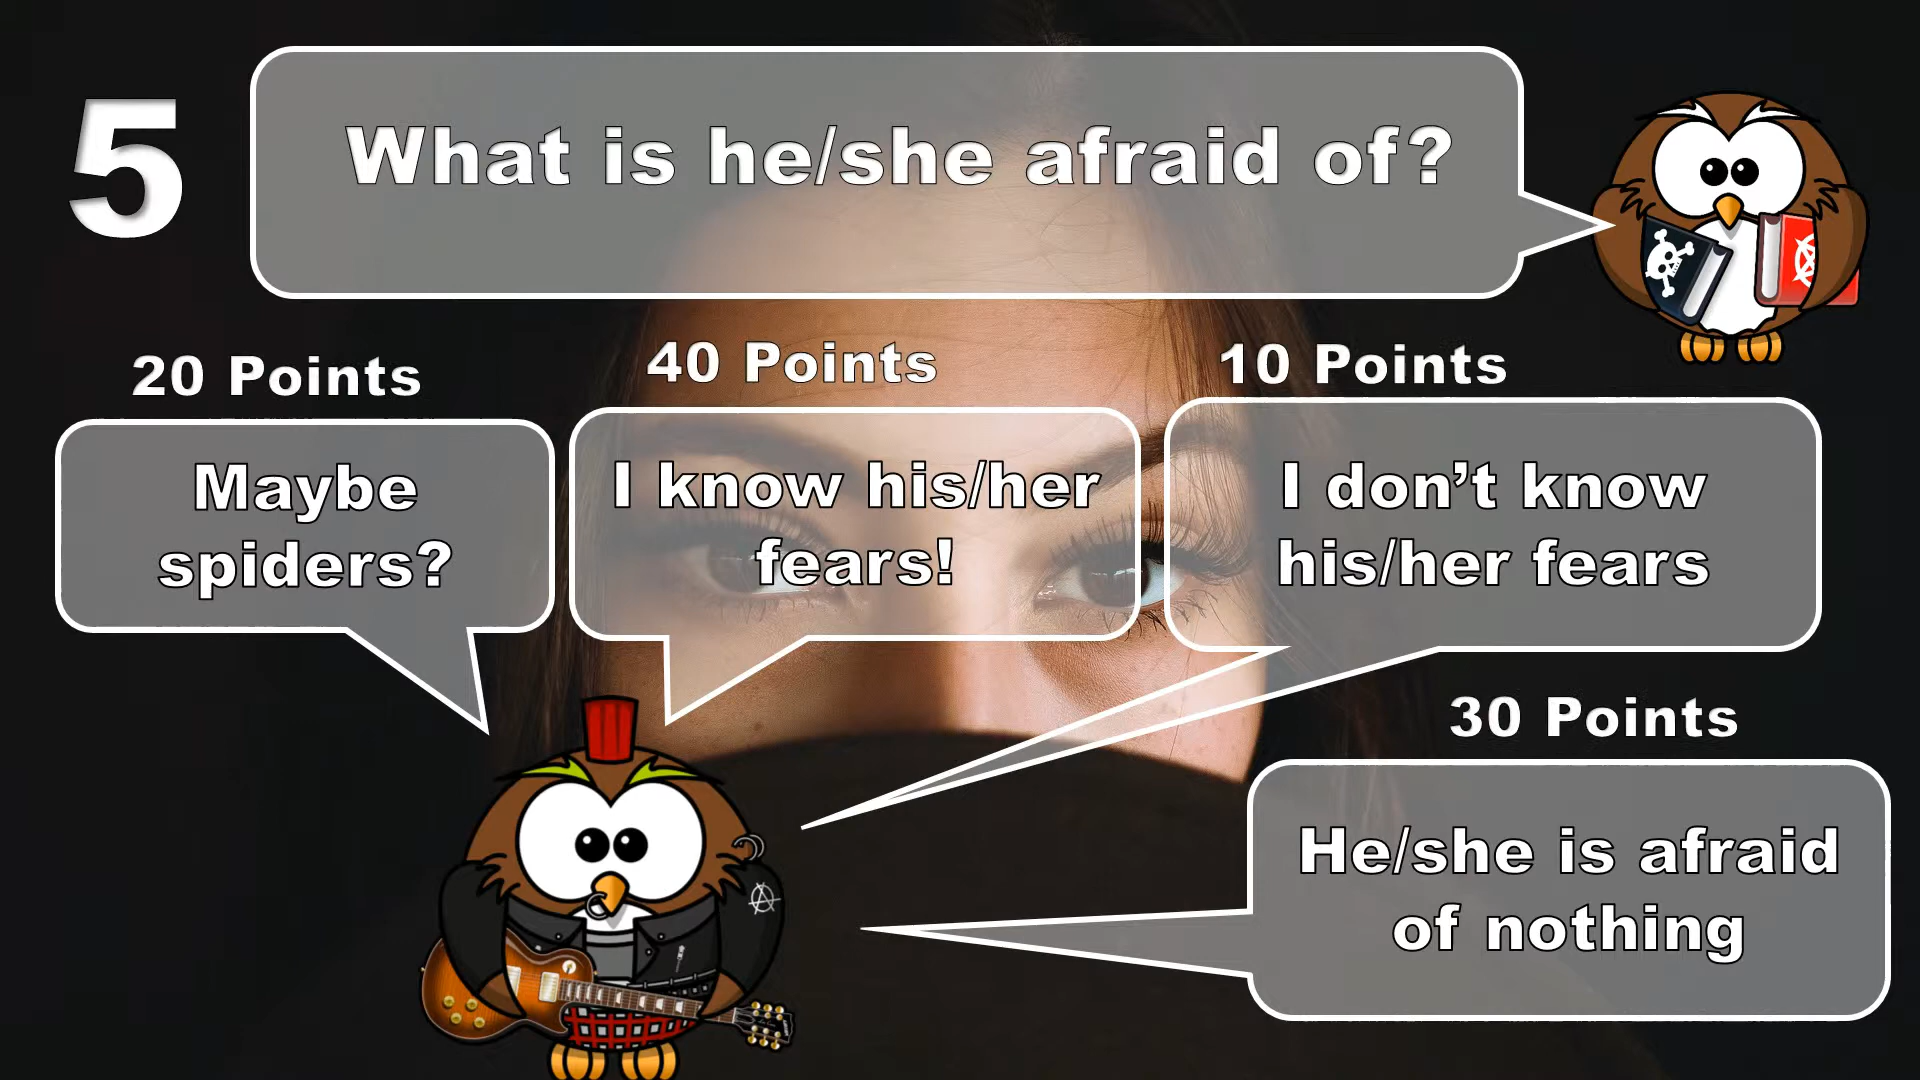 5
What is he/she afraid of?
20 Points
40 Points
10 Points
Maybe
spiders?
I know his/her
fears!
I don’t know
his/her fears
30 Points
He/she is afraid
of nothing